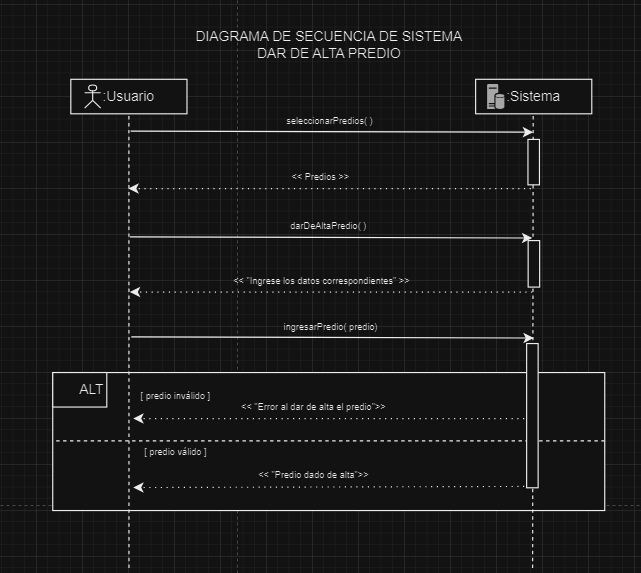 DIAGRAMA DE SECUENCIA DE SISTEMA
DAR DE ALTA PREDIO
:Usuario
:Sistema
seleccionarPredios( )
<< Predios >>
darDeAltaPredio( )
<< "Ingrese los datos correspondientes" >>
ingresarPredio( predio)
ALT
[ predio inválido ]
<< "Error al dar de alta el predio">>
[ predio válido ]
<< "Predio dado de alta">>